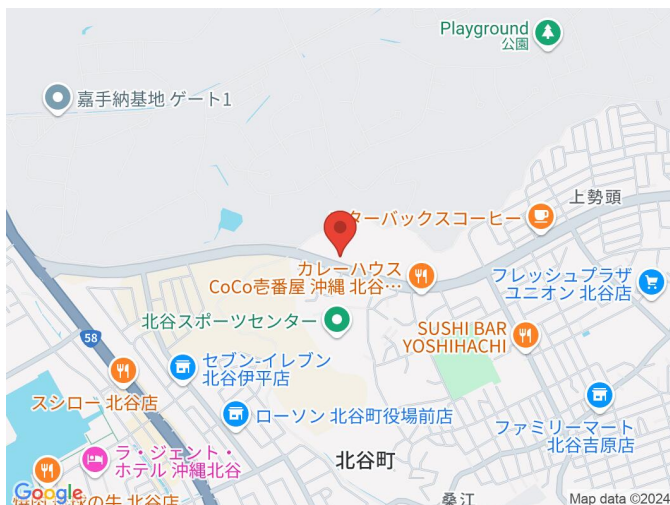 Playground
公園
嘉手納基地 ゲート1
上勢頭
ターバックスコーヒー
カレーハウス
CoCo壱番屋 沖縄 北谷…
フレッシュプラザ
ユニオン 北谷店
北谷スポーツセンター
SUSHI BAR
YOSHIHACHI
58
セブン-イレブン
北谷伊平店
スシロー 北谷店
ローソン 北谷町役場前店
ファミリーマート
北谷吉原店
ラ・ジェント・
ホテル 沖縄北谷
北谷町
球の牛 北谷店
Google
桑江
Map data ©2024